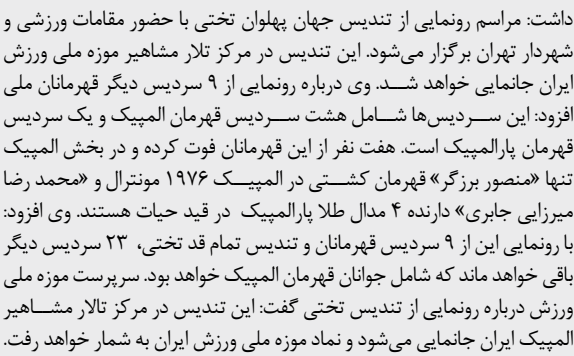 داشت: مراسم رونمایی از تندیس جهان پهلوان تختی با حضور مقامات ورزشی و
شهردار تهران برگزار می‌شود. این تندیس در مرکز تلار مشاهیر موزه ملی ورزش
ایران جانمایی خواهد شد. وی درباره رونمایی از ۹ سردیس دیگر قهرمانان ملی
افزود: این سردیس‌ها شامل هشت سردیس قهرمان المپیک و یک سردیس
قهرمان پارالمپیک است. هفت نفر از این قهرمانان فوت کرده و در بخش المپیک
تنها «منصور برزگر» قهرمان کشتی در المپیک ۱۹۷۶ مونترال و «محمد رضا
میرزایی جابری» دارنده ۴ مدال طلا پارالمپیک در قید حیات هستند. وی افزود:
با رونمایی این از ۹ سردیس قهرمانان و تندیس تمام قد تختی، ۲۳ سردیس دیگر
باقی خواهد ماند که شامل جوانان قهرمان المپیک خواهد بود. سرپرست موزه ملی
ورزش درباره رونمایی از تندیس تختی گفت: این تندیس در مرکز تالار مشاهیر
المپیک ایران جانمایی می‌شود و نماد موزه ملی ورزش ایران به شمار خواهد رفت.